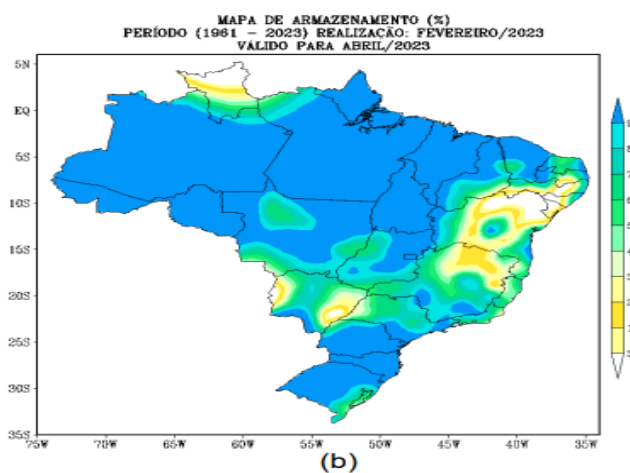 MAPA DE ARMAZENAMENTO (%)
PERÍODO (1961 – 2023) REALIZAÇÃO: FEVEREIRO/2023
VÁLIDO PARA ABRIL/2023
5N
EQ
5S
10S
15S
20S
25S
30S
35S
75W
70W
65W
60W
55W
50W
45W
40W
35W
(b)